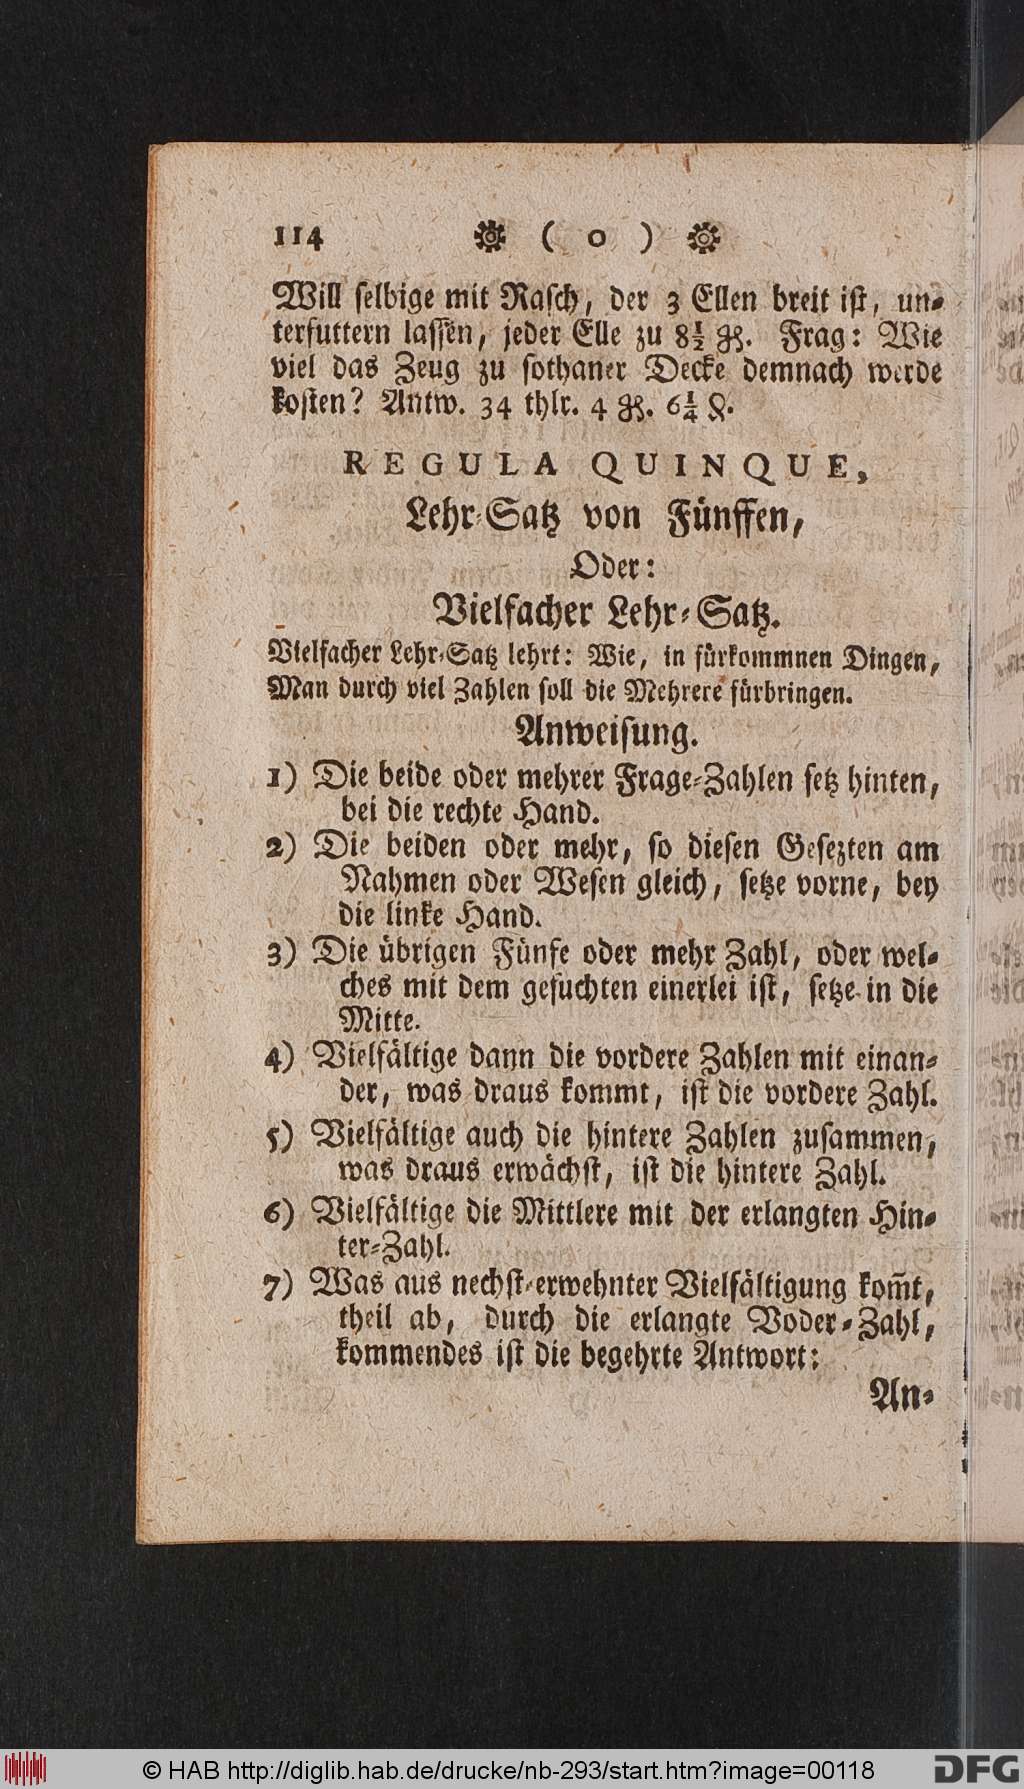 114 ( o )
Will selbige mit Rasch, der 3 Ellen breit ist, un-
terfuttern lassen, jeder Elle zu 8½ gß. Frag: Wie
viel das Zeug zu sothaner Decke demnach werde
kosten? Antw. 34 thlr. 4 gß. 6¼ ₰.
REGULA QUINQUE,
Lehr-Satz von Fünffen,
Oder:
Vielfacher Lehr-Satz.
Vielfacher Lehr-Satz lehrt: Wie, in fürkommnen Dingen,
Man durch viel Zahlen soll die Mehrere fürbringen.
Anweisung.
1) Die beide oder mehrer Frage-Zahlen setz hinten,
bei die rechte Hand.
2) Die beiden oder mehr, so diesen Gesezten am
Nahmen oder Wesen gleich, setze vorne, bey
die linke Hand.
3) Die übrigen Fünfe oder mehr Zahl, oder wel-
ches mit dem gesuchten einerlei ist, setze in die
Mitte.
4) Vielfältige dann die vordere Zahlen mit einan-
der, was draus kommt, ist die vordere Zahl.
5) Vielfältige auch die hintere Zahlen zusammen,
was draus erwächst, ist die hintere Zahl.
6) Vielfältige die Mittlere mit der erlangten Hin-
ter-Zahl.
7) Was aus nechst-erwehnter Vielfältigung kom̃t,
theil ab, durch die erlangte Voder-Zahl,
kommendes ist die begehrte Antwort:
An-
© HAB http://diglib.hab.de/drucke/nb-293/start.htm?image=00118
DFG